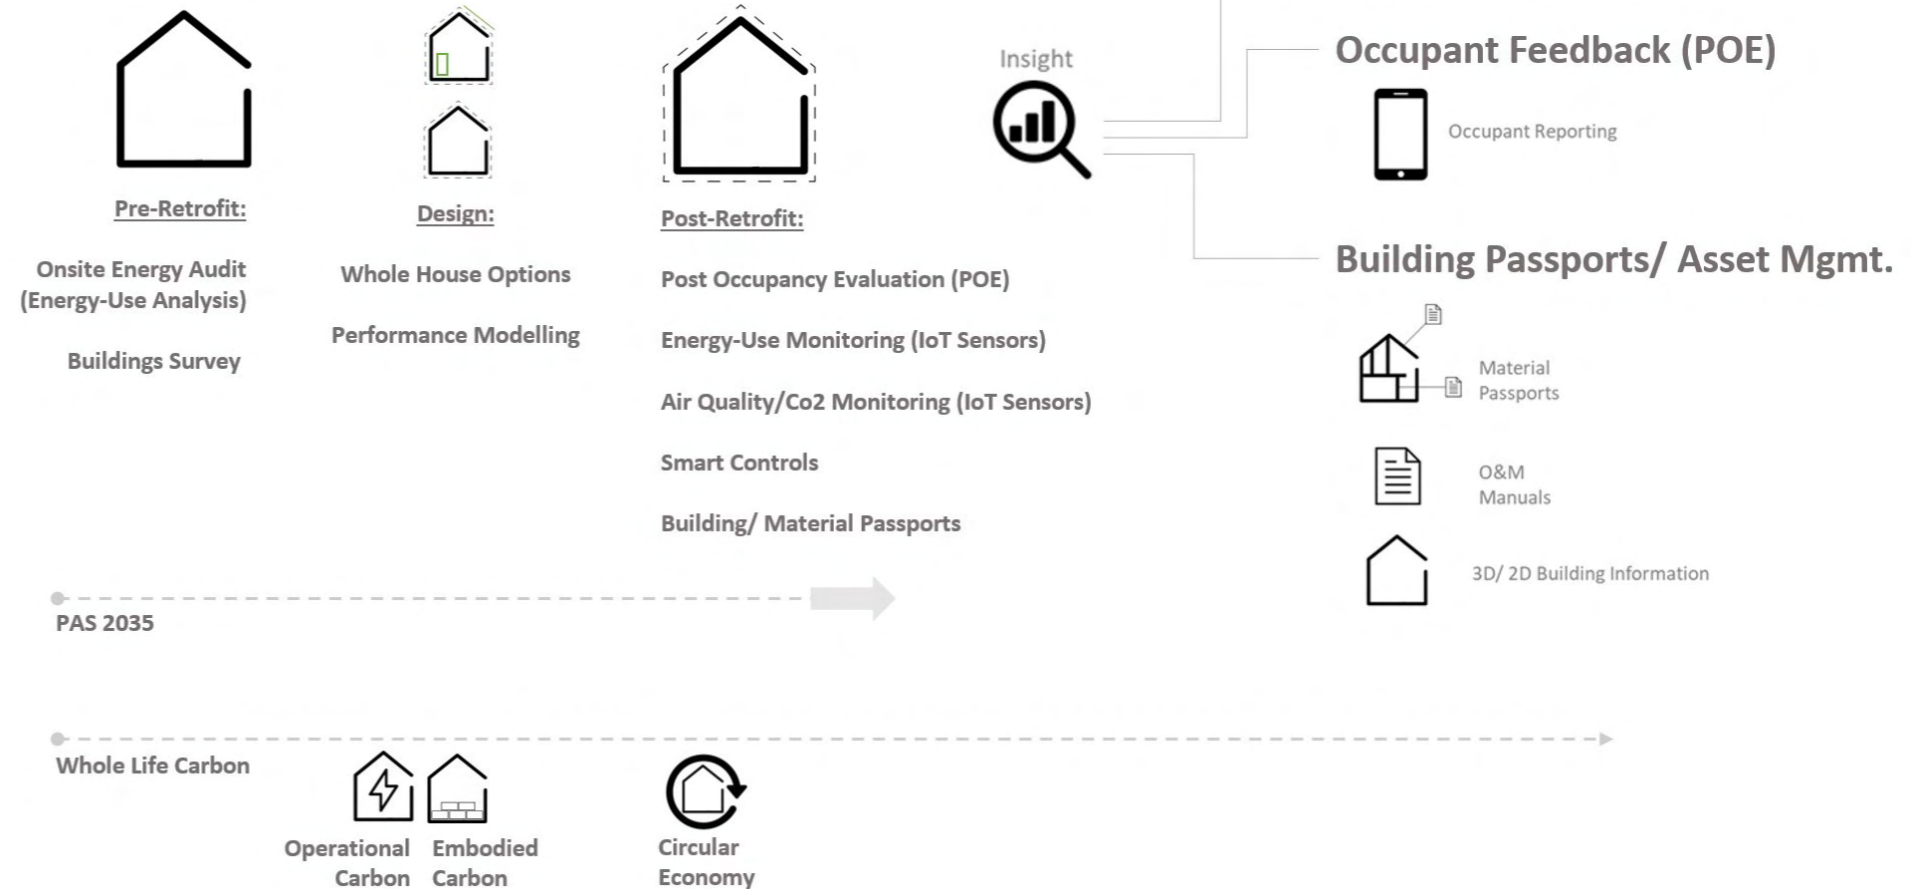 Pre-Retrofit:
Onsite Energy Audit
(Energy-Use Analysis)
Buildings Survey
Design:
Whole House Options
Performance Modelling
Post-Retrofit:
Post Occupancy Evaluation (POE)
Energy-Use Monitoring (IoT Sensors)
Air Quality/Co2 Monitoring (IoT Sensors)
Smart Controls
Building/ Material Passports
Insight
Occupant Feedback (POE)
Occupant Reporting
Building Passports/ Asset Mgmt.
Material
Passports
O&M
Manuals
3D/ 2D Building Information
PAS 2035
Whole Life Carbon
Operational
Carbon
Embodied
Carbon
Circular
Economy